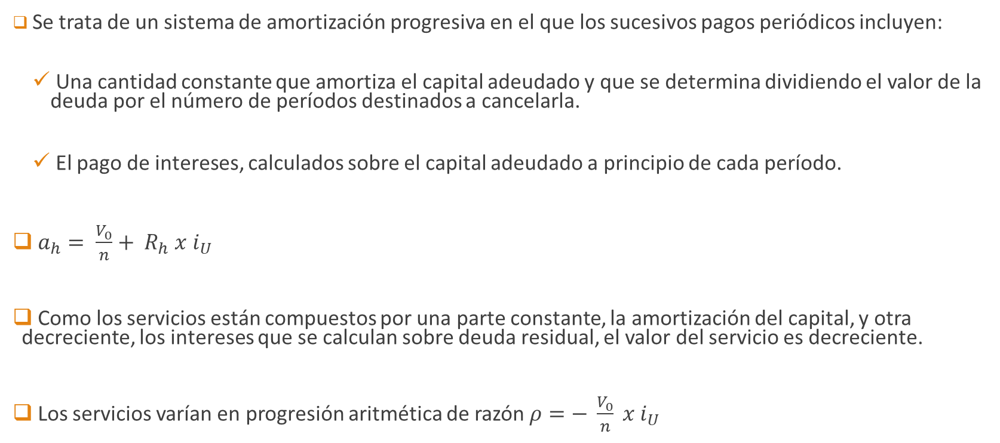 ❑ Se trata de un sistema de amortización progresiva en el que los sucesivos pagos periódicos incluyen:
✓ Una cantidad constante que amortiza el capital adeudado y que se determina dividiendo el valor de la
deuda por el número de períodos destinados a cancelarla.
✓ El pago de intereses, calculados sobre el capital adeudado a principio de cada período.
❑ $a_h = \frac{V_0}{n} + R_h \, x \, i_U$
❑ Como los servicios están compuestos por una parte constante, la amortización del capital, y otra
decreciente, los intereses que se calculan sobre deuda residual, el valor del servicio es decreciente.
❑ Los servicios varían en progresión aritmética de razón $\rho = - \frac{V_0}{n} \, x \, i_U$